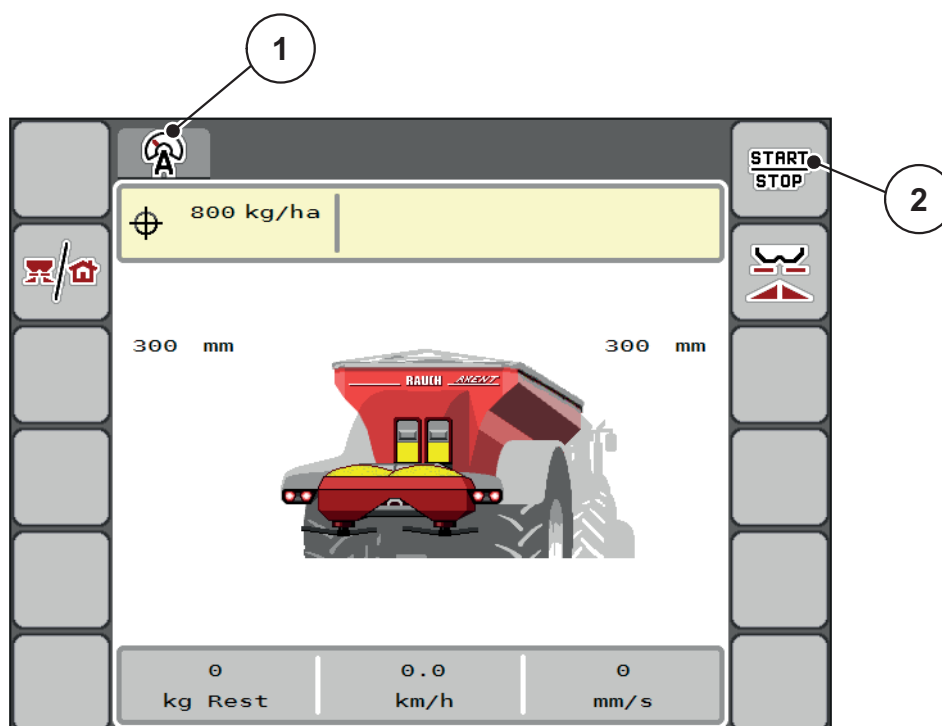 1
A
START
STOP
2
800 kg/ha
300 mm
300 mm
RAUCH AXENT
0
kg Rest
0.0
km/h
0
mm/s